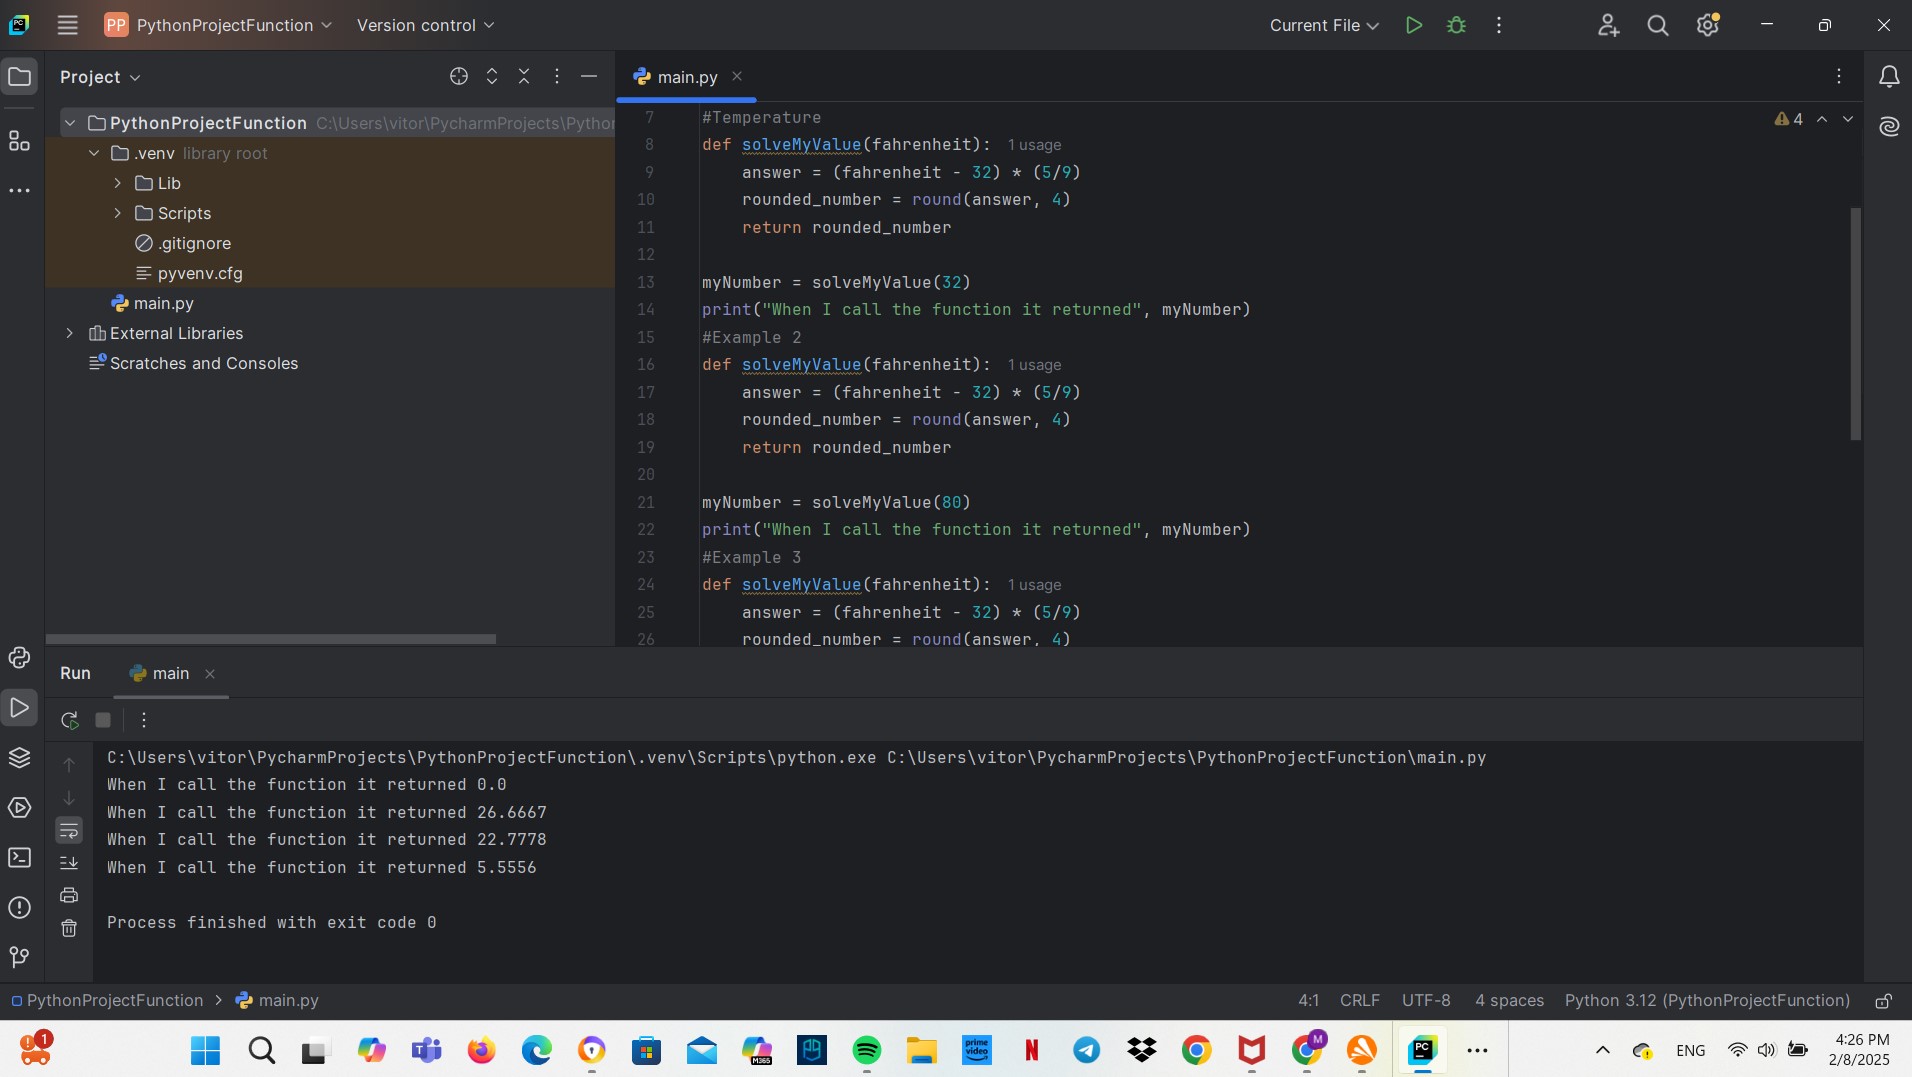 PP PythonProjectFunction Version control Current File
Project
main.py
PythonProjectFunction C:\Users\vitor\PycharmProjects\Python
.venv library root
Lib
Scripts
.gitignore
pyvenv.cfg
main.py
External Libraries
Scratches and Consoles
4
7 #Temperature
8 def solveMyValue(fahrenheit): 1 usage
9 answer = (fahrenheit - 32) * (5/9)
10 rounded_number = round(answer, 4)
11 return rounded_number
12
13 myNumber = solveMyValue(32)
14 print("When I call the function it returned", myNumber)
15 #Example 2
16 def solveMyValue(fahrenheit): 1 usage
17 answer = (fahrenheit - 32) * (5/9)
18 rounded_number = round(answer, 4)
19 return rounded_number
20
21 myNumber = solveMyValue(80)
22 print("When I call the function it returned", myNumber)
23 #Example 3
24 def solveMyValue(fahrenheit): 1 usage
25 answer = (fahrenheit - 32) * (5/9)
26 rounded_number = round(answer, 4)
Run main
C:\Users\vitor\PycharmProjects\PythonProjectFunction\.venv\Scripts\python.exe C:\Users\vitor\PycharmProjects\PythonProjectFunction\main.py
When I call the function it returned 0.0
When I call the function it returned 26.6667
When I call the function it returned 22.7778
When I call the function it returned 5.5556
Process finished with exit code 0
PythonProjectFunction > main.py 4:1 CRLF UTF-8 4 spaces Python 3.12 (PythonProjectFunction)
1 M365 prime video N M PC ENG 4:26 PM
2/8/2025